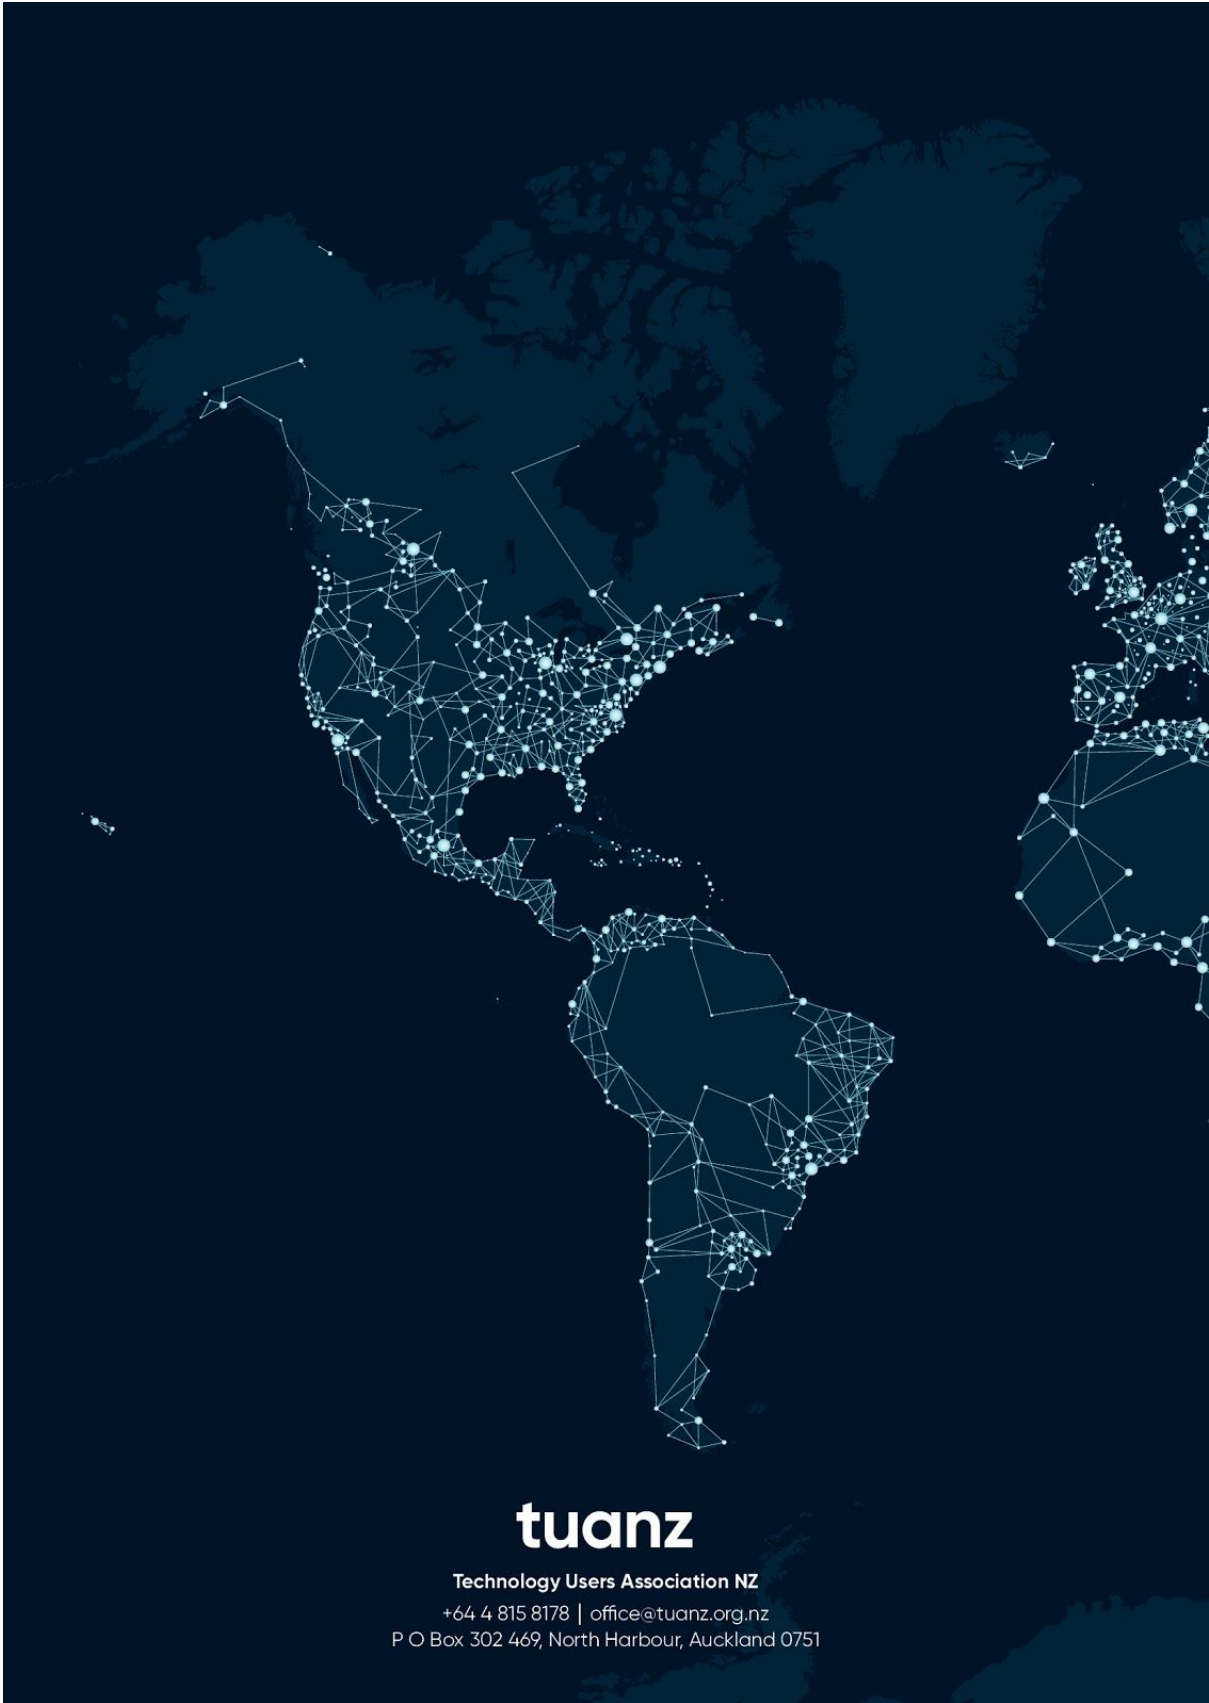 tuanz
Technology Users Association NZ
+64 4 815 8178 | office@tuanz.org.nz
P O Box 302 469, North Harbour, Auckland 0751